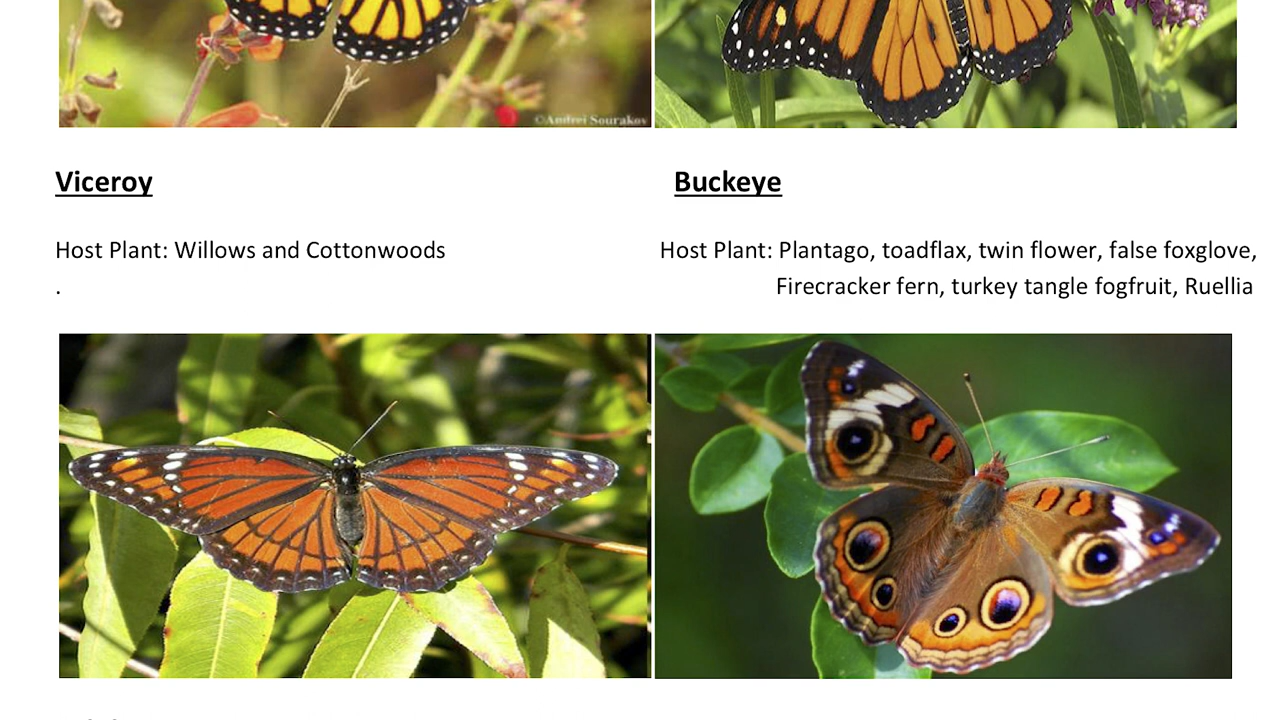 ©Andrei Sourakov
Viceroy
Buckeye
Host Plant: Willows and Cottonwoods
.
Host Plant: Plantago, toadflax, twin flower, false foxglove,
Firecracker fern, turkey tangle fogfruit, Ruellia